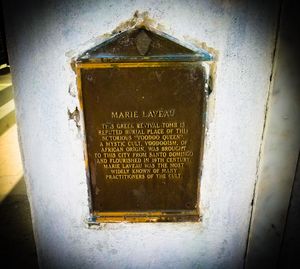 MARIE LAVEAU
THIS GREEK REVIVAL TOMB IS
REPUTED BURIAL PLACE OF THIS
NOTORIOUS "VOODOO QUEEN".
A MYSTIC CULT, VOODOOISM, OF
AFRICAN ORIGIN, WAS BROUGHT
TO THIS CITY FROM SANTO DOMINGO
AND FLOURISHED IN 19TH CENTURY.
MARIE LAVEAU WAS THE MOST
WIDELY KNOWN OF MANY
PRACTITIONERS OF THE CULT.